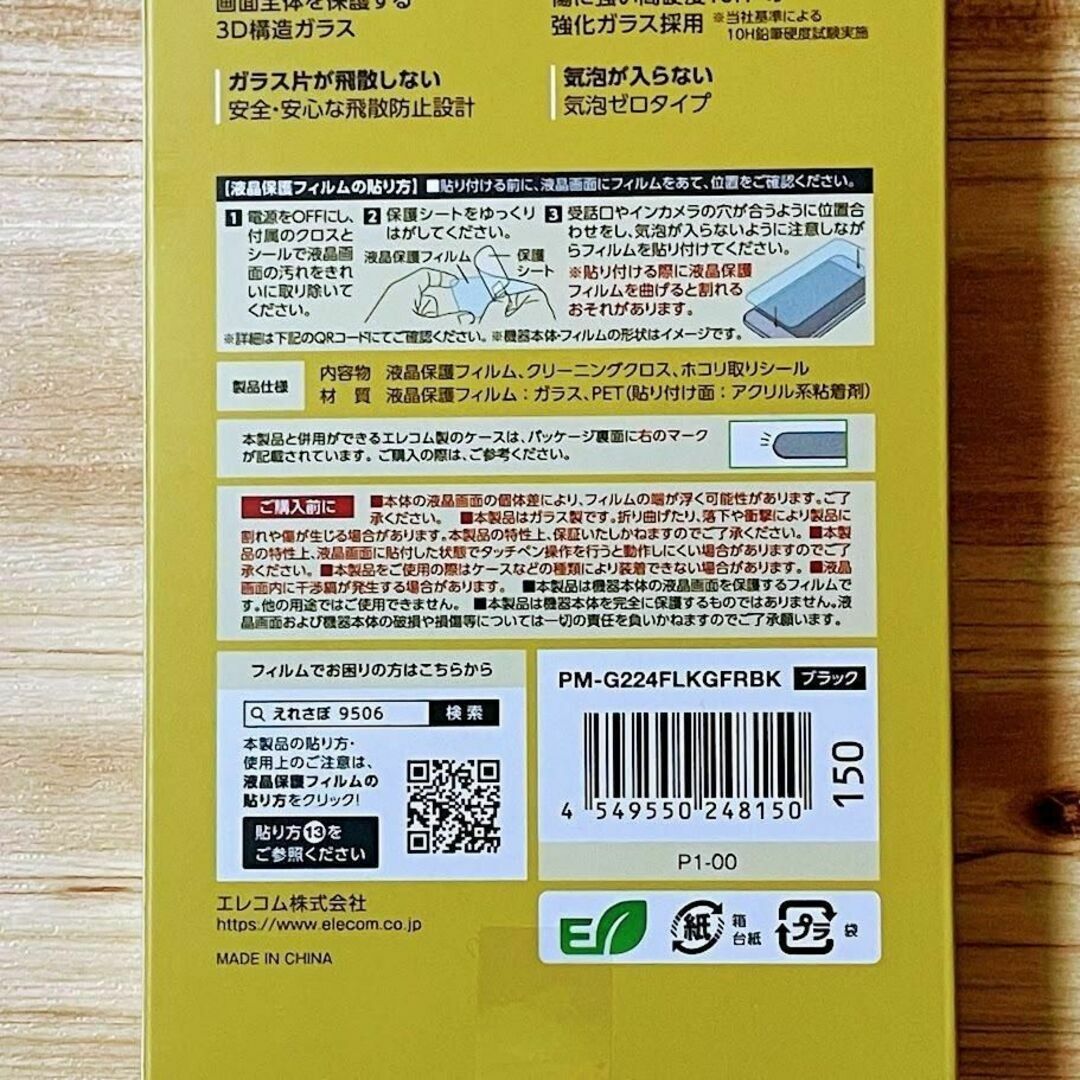 画面全体を保護する
3D構造ガラス
強化ガラス採用 ※当社基準による
10H鉛筆硬度試験実施
ガラス片が飛散しない
安全・安心な飛散防止設計
気泡が入らない
気泡ゼロタイプ
【液晶保護フィルムの貼り方】■貼り付ける前に、液晶画面にフィルムをあて、位置をご確認ください。
1 電源をOFFにし、
付属のクロスと
シールで液晶画
面の汚れをきれ
いに取り除いて
ください。
2 保護シートをゆっくり
はがしてください。
液晶保護フィルム
保護
シート
3 受話口やインカメラの穴が合うように位置合
わせをし、気泡が入らないように注意しなが
らフィルムを貼り付けてください。
※貼り付ける際に液晶保護
フィルムを曲げると割れる
おそれがあります。
※詳細は下記のQRコードにてご確認ください。※機器本体・フィルムの形状はイメージです。
製品仕様
内容物 液晶保護フィルム、クリーニングクロス、ホコリ取りシール
材 質 液晶保護フィルム：ガラス、PET（貼り付け面：アクリル系粘着剤）
本製品と併用ができるエレコム製のケースは、パッケージ裏面に右のマーク
が記載されています。ご購入の際は、ご参考ください。
ご購入前に ■本体の液晶画面の個体差により、フィルムの端が浮く可能性があります。ご了
承ください。 ■本製品はガラス製です。折り曲げたり、落下や衝撃により製品に
割れや傷が生じる場合があります。本製品の特性上、保証いたしかねますのでご了承ください。 ■本製
品の特性上、液晶画面に貼付した状態でタッチペン操作を行うと動作しにくい場合がありますのでご了
承ください。 ■本製品をご使用の際はケースなどの種類により装着できない場合があります。 ■液晶
画面内に干渉縞が発生する場合があります。 ■本製品は機器本体の液晶画面を保護するフィルムで
す。他の用途ではご使用できません。 ■本製品は機器本体を完全に保護するものではありません。液
晶画面および機器本体の破損や損傷等については一切の責任を負いかねますのでご了承願います。
フィルムでお困りの方はこちらから
えれさぽ 9506 検索
本製品の貼り方・
使用上のご注意は、
液晶保護フィルムの
貼り方をクリック!
貼り方⑬を
ご参照ください
PM-G224FLKGFRBK ブラック
4 549550 248150
150
P1-00
エレコム株式会社
https://www.elecom.co.jp
MADE IN CHINA
紙 箱
台紙
プラ 袋